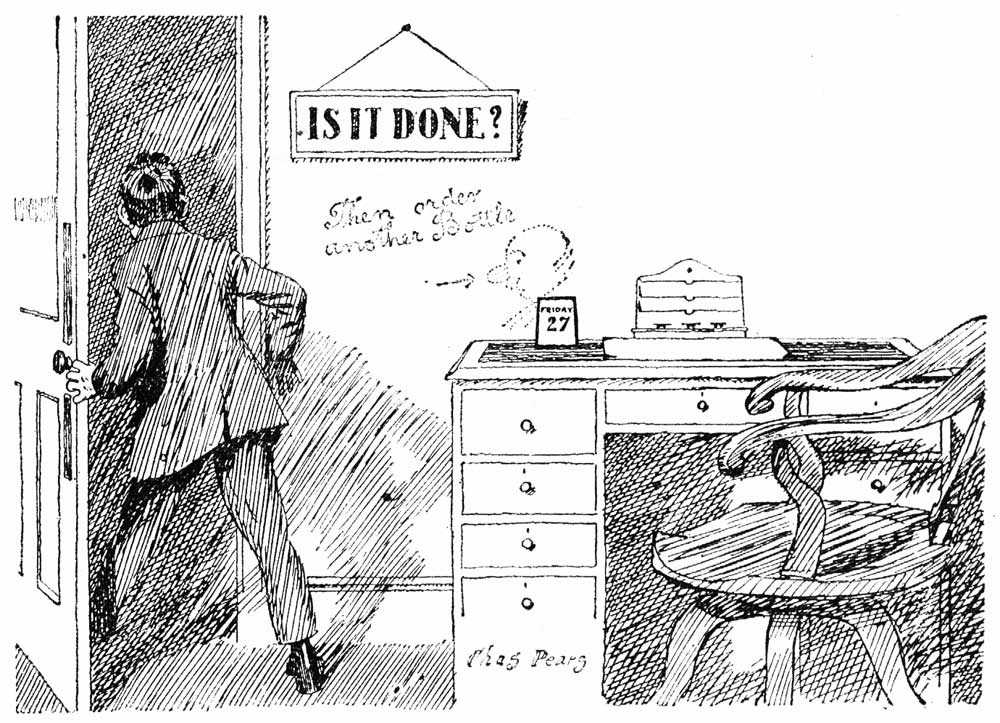 IS IT DONE?
Then order
another Bottle
FRIDAY
27
Chas Pears